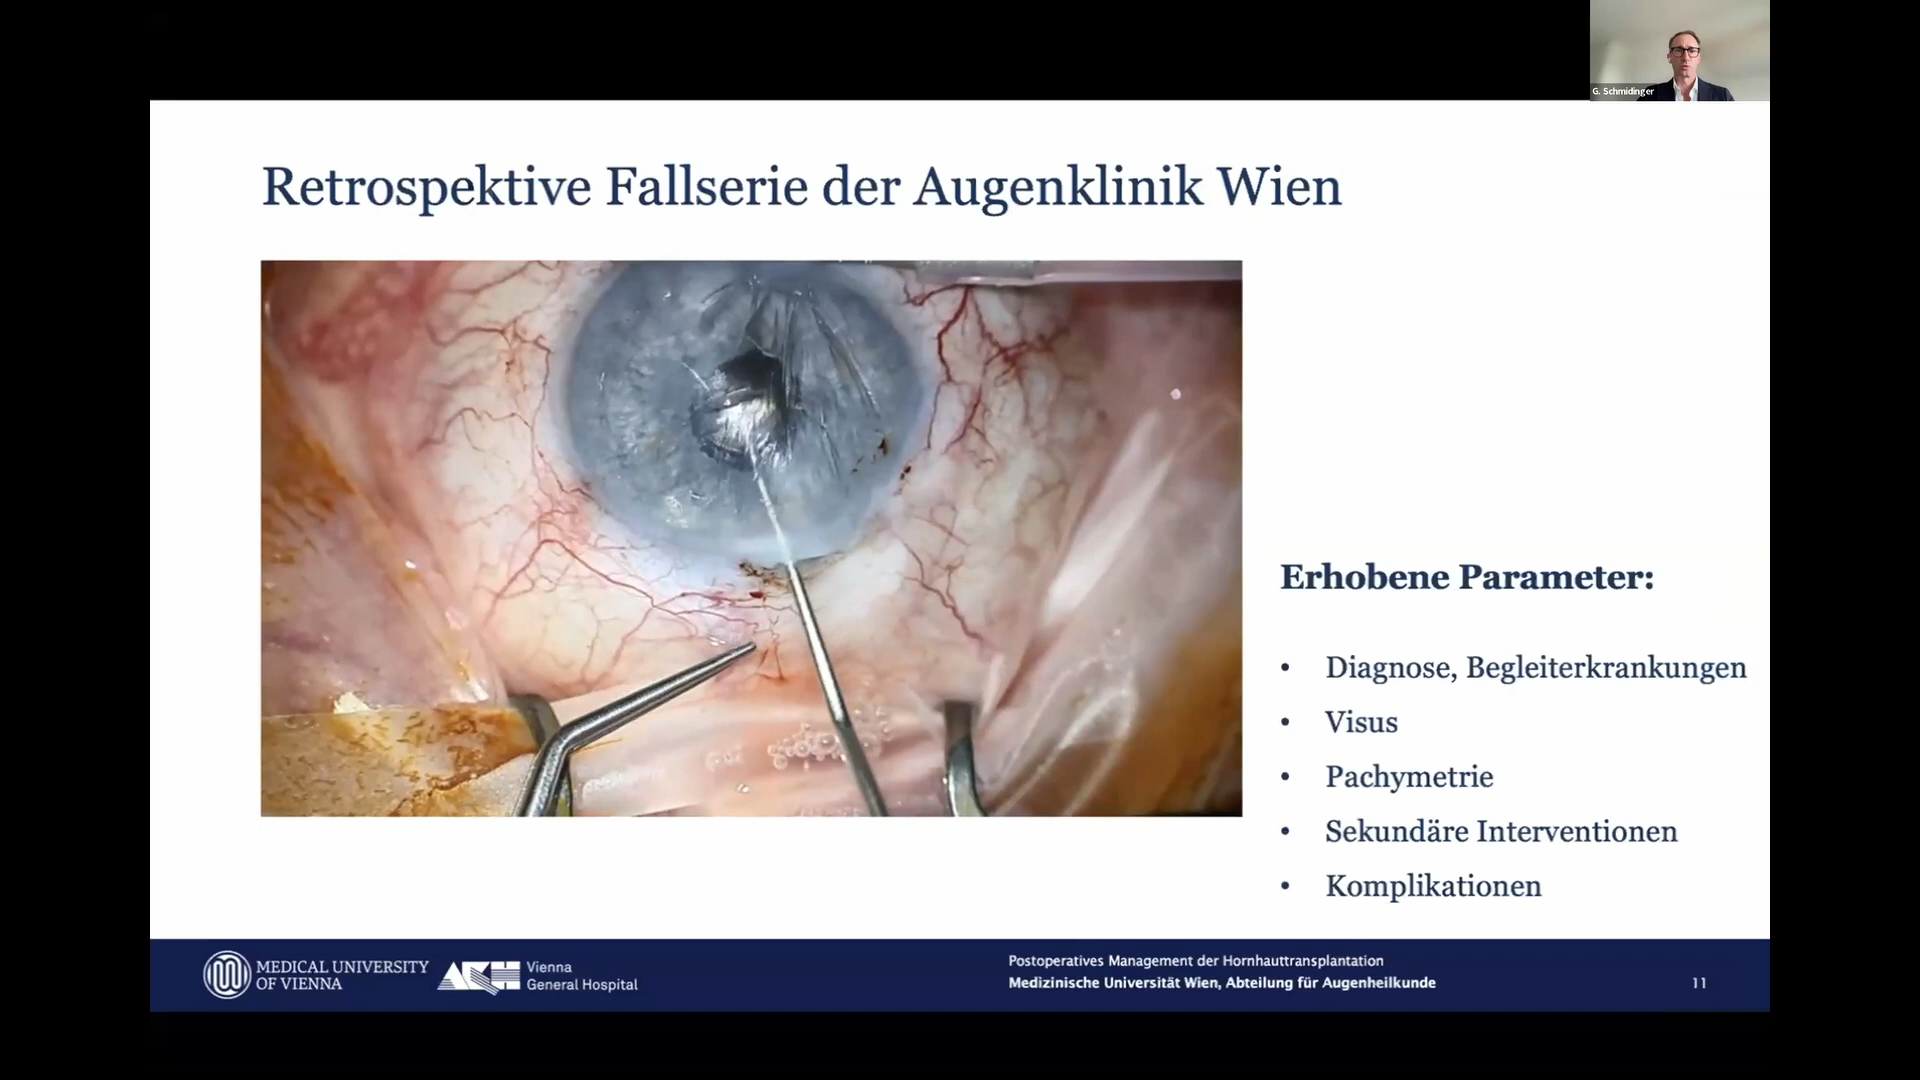 G. Schmidinger
Retrospektive Fallserie der Augenklinik Wien
Erhobene Parameter:
• Diagnose, Begleiterkrankungen
• Visus
• Pachymetrie
• Sekundäre Interventionen
• Komplikationen
MEDICAL UNIVERSITY
OF VIENNA
AKH
Vienna
General Hospital
Postoperatives Management der Hornhauttransplantation
Medizinische Universität Wien, Abteilung für Augenheilkunde
11